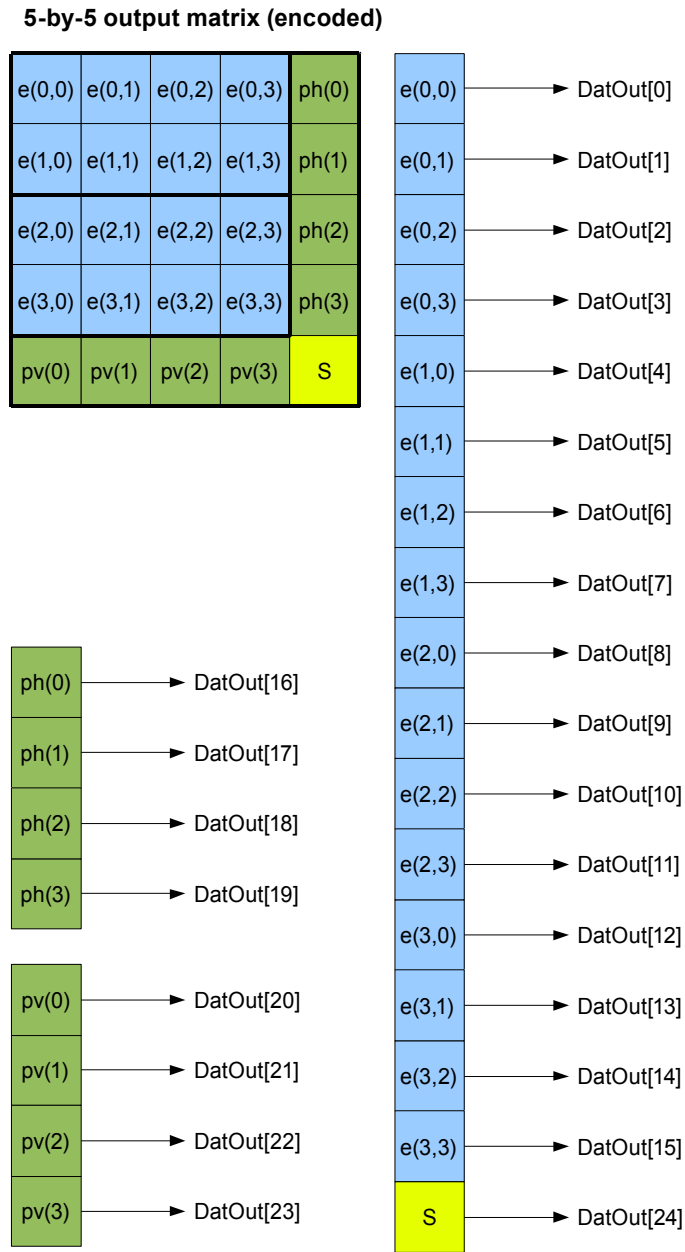 5-by-5 output matrix (encoded)
e(0,0) e(0,1) e(0,2) e(0,3) ph(0)
e(1,0) e(1,1) e(1,2) e(1,3) ph(1)
e(2,0) e(2,1) e(2,2) e(2,3) ph(2)
e(3,0) e(3,1) e(3,2) e(3,3) ph(3)
pv(0) pv(1) pv(2) pv(3) S
ph(0) DatOut[16]
ph(1) DatOut[17]
ph(2) DatOut[18]
ph(3) DatOut[19]
pv(0) DatOut[20]
pv(1) DatOut[21]
pv(2) DatOut[22]
pv(3) DatOut[23]
e(0,0) DatOut[0]
e(0,1) DatOut[1]
e(0,2) DatOut[2]
e(0,3) DatOut[3]
e(1,0) DatOut[4]
e(1,1) DatOut[5]
e(1,2) DatOut[6]
e(1,3) DatOut[7]
e(2,0) DatOut[8]
e(2,1) DatOut[9]
e(2,2) DatOut[10]
e(2,3) DatOut[11]
e(3,0) DatOut[12]
e(3,1) DatOut[13]
e(3,2) DatOut[14]
e(3,3) DatOut[15]
S DatOut[24]